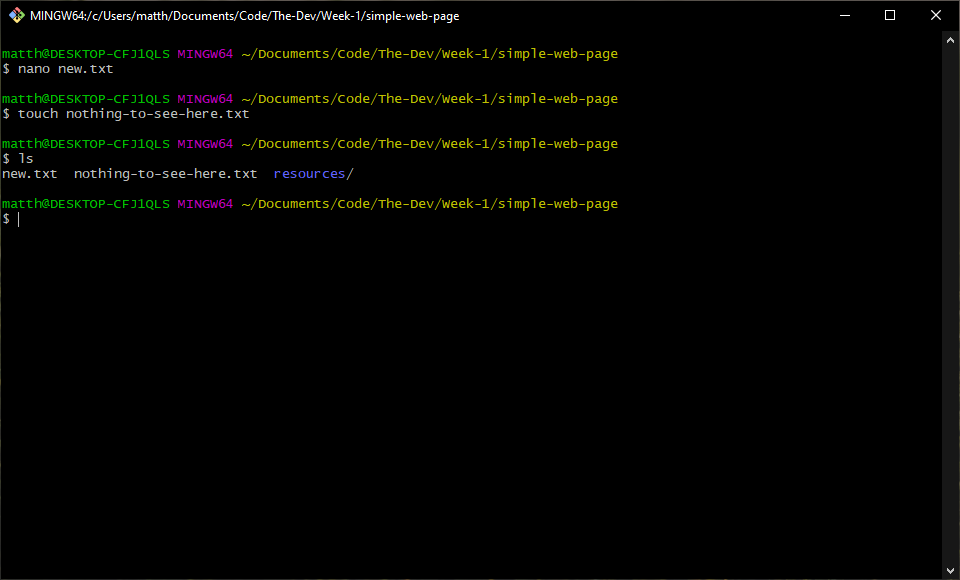 MINGW64:/c/Users/matth/Documents/Code/The-Dev/Week-1/simple-web-page
matth@DESKTOP-CFJ1QLS MINGW64 ~/Documents/Code/The-Dev/Week-1/simple-web-page
$ nano new.txt
matth@DESKTOP-CFJ1QLS MINGW64 ~/Documents/Code/The-Dev/Week-1/simple-web-page
$ touch nothing-to-see-here.txt
matth@DESKTOP-CFJ1QLS MINGW64 ~/Documents/Code/The-Dev/Week-1/simple-web-page
$ ls
new.txt  nothing-to-see-here.txt  resources/
matth@DESKTOP-CFJ1QLS MINGW64 ~/Documents/Code/The-Dev/Week-1/simple-web-page
$